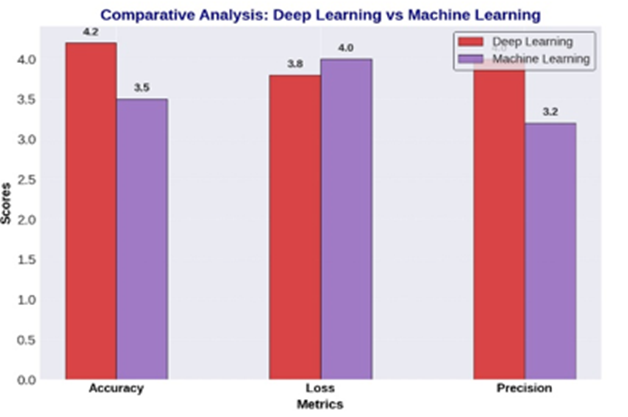 Comparative Analysis: Deep Learning vs Machine Learning
4.2
3.5
3.8
4.0
3.2
Deep Learning
Machine Learning
4.0
3.5
3.0
2.5
2.0
1.5
1.0
0.5
0.0
Scores
Accuracy
Loss
Precision
Metrics